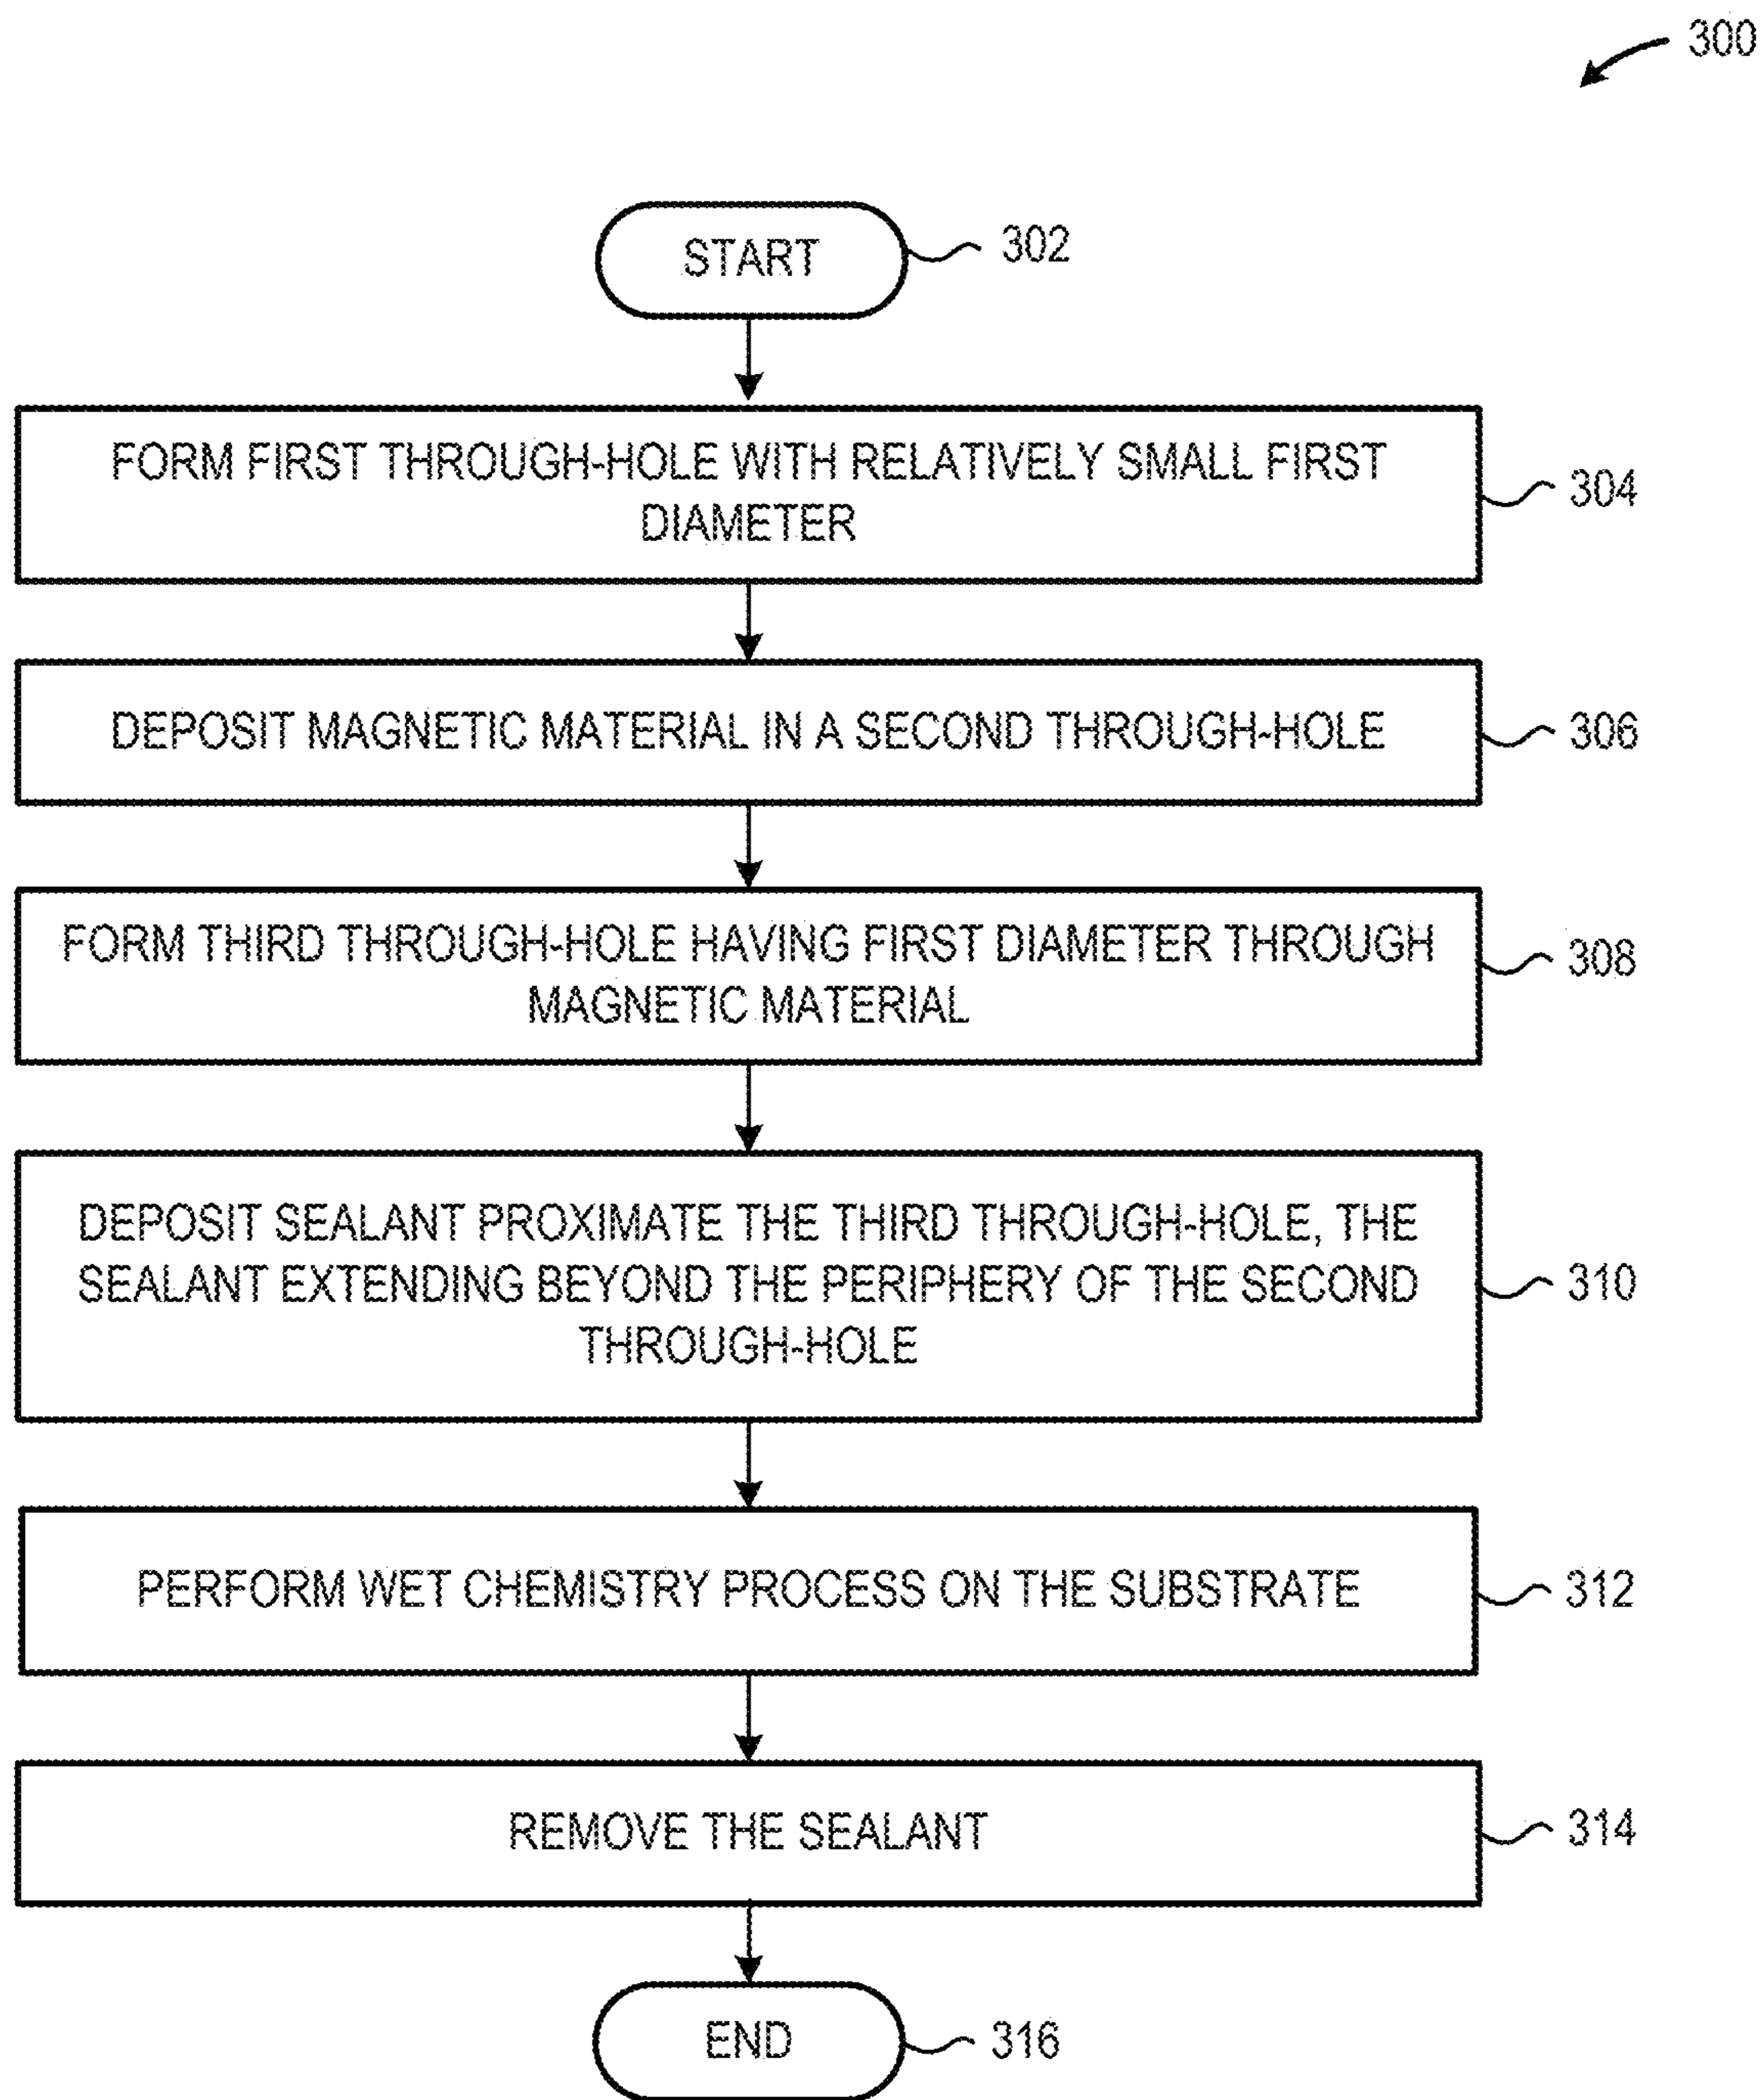 300
START
302
FORM FIRST THROUGH-HOLE WITH RELATIVELY SMALL FIRST
DIAMETER
304
DEPOSIT MAGNETIC MATERIAL IN A SECOND THROUGH-HOLE
306
FORM THIRD THROUGH-HOLE HAVING FIRST DIAMETER THROUGH
MAGNETIC MATERIAL
308
DEPOSIT SEALANT PROXIMATE THE THIRD THROUGH-HOLE, THE
SEALANT EXTENDING BEYOND THE PERIPHERY OF THE SECOND
THROUGH-HOLE
310
PERFORM WET CHEMISTRY PROCESS ON THE SUBSTRATE
312
REMOVE THE SEALANT
314
END
316